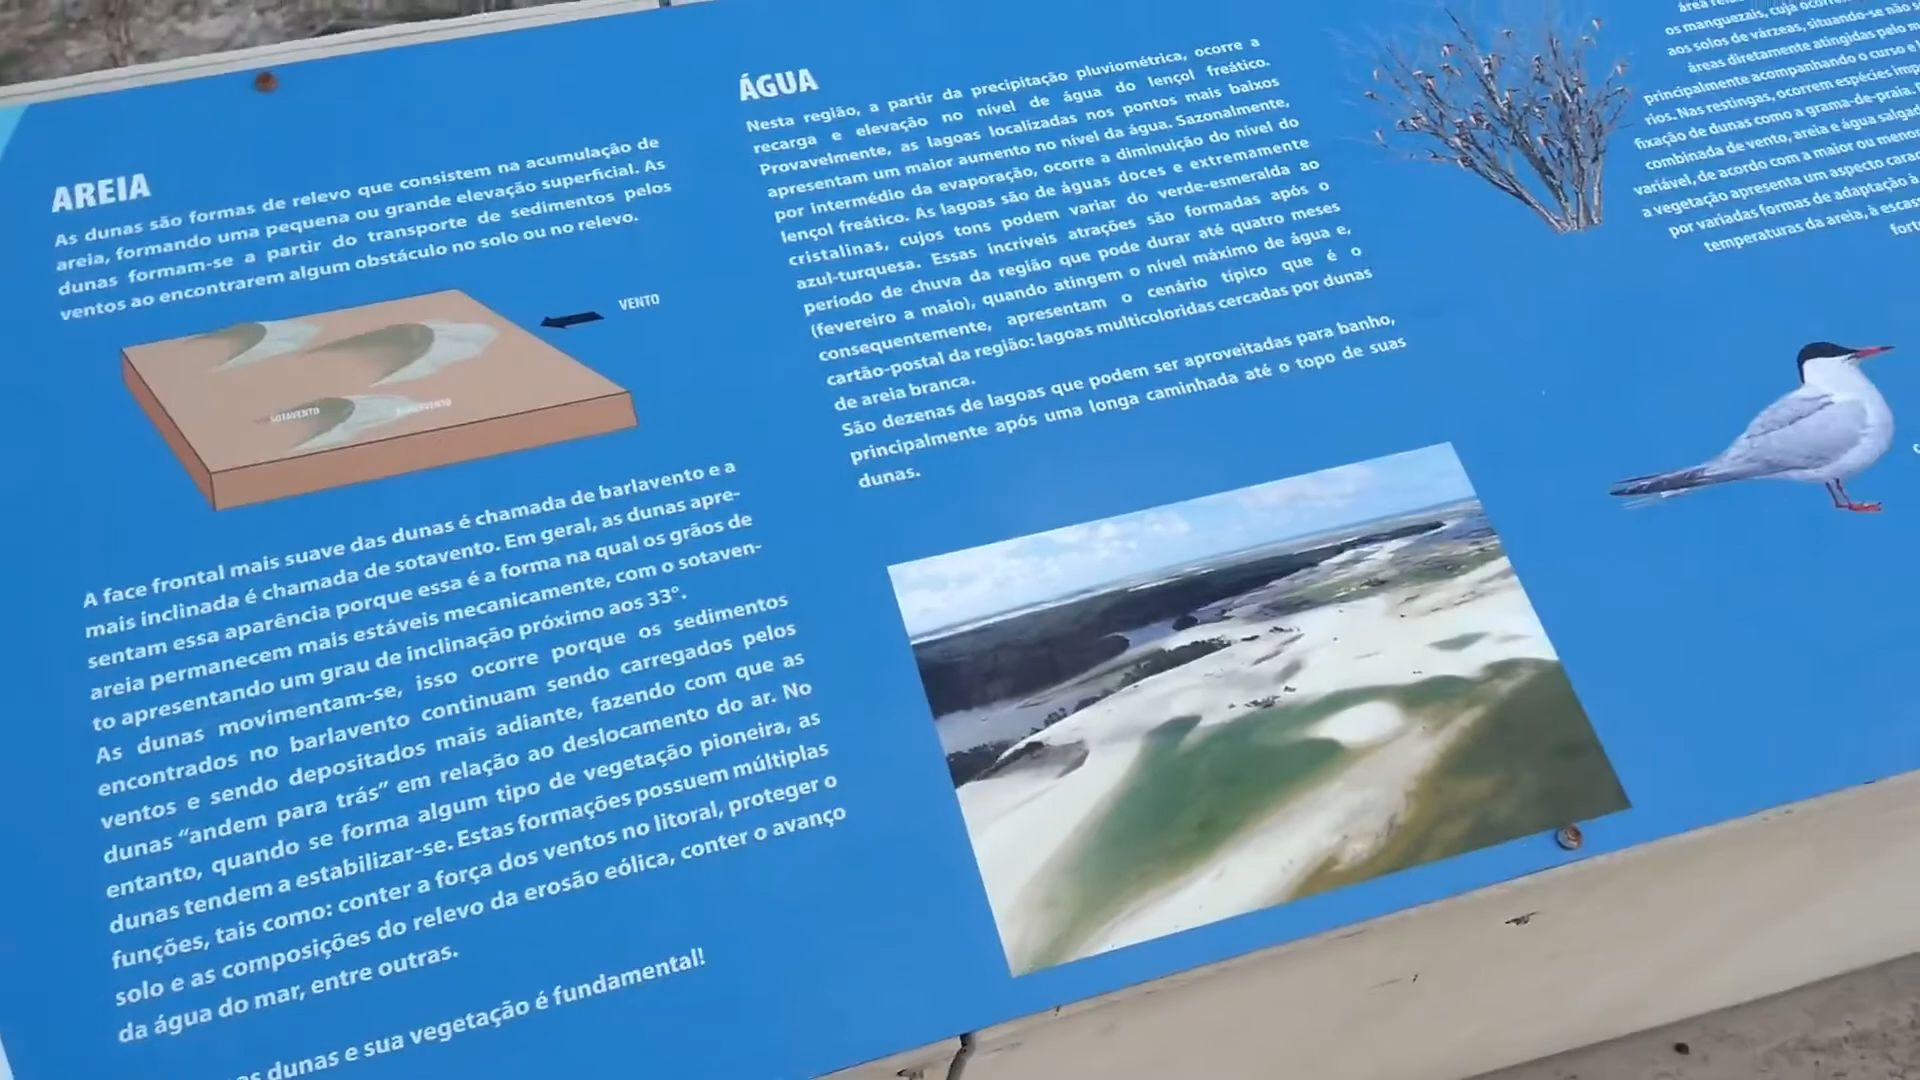 AREIA
As dunas são formas de relevo que consistem na acumulação de
areia, formando uma pequena ou grande elevação superficial. As
dunas formam-se a partir do transporte de sedimentos pelos
ventos ao encontrarem algum obstáculo no solo ou no relevo.
VENTO
SOTAVENTO
A face frontal mais suave das dunas é chamada de barlavento e a
mais inclinada é chamada de sotavento. Em geral, as dunas apre-
sentam essa aparência porque essa é a forma na qual os grãos de
areia permanecem mais estáveis mecanicamente, com o sotaven-
to apresentando um grau de inclinação próximo aos 33°.
As dunas movimentam-se, isso ocorre porque os sedimentos
encontrados no barlavento continuam sendo carregados pelos
ventos e sendo depositados mais adiante, fazendo com que as
dunas “andem para trás” em relação ao deslocamento do ar. No
entanto, quando se forma algum tipo de vegetação pioneira, as
dunas tendem a estabilizar-se. Estas formações possuem múltiplas
funções, tais como: conter a força dos ventos no litoral, proteger o
solo e as composições do relevo da erosão eólica, conter o avanço
da água do mar, entre outras.
dunas e sua vegetação é fundamental!
ÁGUA
Nesta região, a partir da precipitação pluviométrica, ocorre a
recarga e elevação no nível de água do lençol freático.
Provavelmente, as lagoas localizadas nos pontos mais baixos
apresentam um maior aumento no nível da água. Sazonalmente,
por intermédio da evaporação, ocorre a diminuição do nível do
lençol freático. As lagoas são de águas doces e extremamente
cristalinas, cujos tons podem variar do verde-esmeralda ao
azul-turquesa. Essas incríveis atrações são formadas após o
período de chuva da região que pode durar até quatro meses
(fevereiro a maio), quando atingem o nível máximo de água e,
consequentemente, apresentam o cenário típico que é o
cartão-postal da região: lagoas multicoloridas cercadas por dunas
de areia branca.
São dezenas de lagoas que podem ser aproveitadas para banho,
principalmente após uma longa caminhada até o topo de suas
dunas.
área
os manguezais, cuja
aos solos de várzeas, situando-se não
áreas diretamente atingidas pelo
principalmente acompanhando o curso e
rios. Nas restingas, ocorrem espécies
fixação de dunas como a grama-de-praia.
combinada de vento, areia e água
variável, de acordo com a maior ou
a vegetação apresenta um aspecto
por variadas formas de adaptação à
temperaturas da areia, à